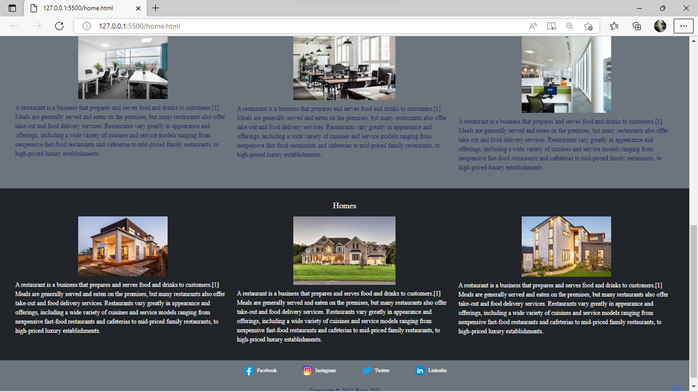 127.0.0.1:5500/home.html
127.0.0.1:5500/home.html
A restaurant is a business that prepares and serves food and drinks to customers.[1]
Meals are generally served and eaten on the premises, but many restaurants also offer
take-out and food delivery services. Restaurants vary greatly in appearance and
offerings, including a wide variety of cuisines and service models ranging from
nexpensive fast-food restaurants and cafeterias to mid-priced family restaurants, to
high-priced luxury establishments.
A restaurant is a business that prepares and serves food and drinks to customers.[1]
Meals are generally served and eaten on the premises, but many restaurants also offer
take-out and food delivery services. Restaurants vary greatly in appearance and
offerings, including a wide variety of cuisines and service models ranging from
nexpensive fast-food restaurants and cafeterias to mid-priced family restaurants, to
high-priced luxury establishments.
A restaurant is a business that prepares and serves food and drinks to customers.[1]
Meals are generally served and eaten on the premises, but many restaurants also offer
take-out and food delivery services. Restaurants vary greatly in appearance and
offerings, including a wide variety of cuisines and service models ranging from
nexpensive fast-food restaurants and cafeterias to mid-priced family restaurants, to
high-priced luxury establishments.
Homes
A restaurant is a business that prepares and serves food and drinks to customers.[1]
Meals are generally served and eaten on the premises, but many restaurants also offer
take-out and food delivery services. Restaurants vary greatly in appearance and
offerings, including a wide variety of cuisines and service models ranging from
nexpensive fast-food restaurants and cafeterias to mid-priced family restaurants, to
high-priced luxury establishments.
A restaurant is a business that prepares and serves food and drinks to customers.[1]
Meals are generally served and eaten on the premises, but many restaurants also offer
take-out and food delivery services. Restaurants vary greatly in appearance and
offerings, including a wide variety of cuisines and service models ranging from
nexpensive fast-food restaurants and cafeterias to mid-priced family restaurants, to
high-priced luxury establishments.
A restaurant is a business that prepares and serves food and drinks to customers.[1]
Meals are generally served and eaten on the premises, but many restaurants also offer
take-out and food delivery services. Restaurants vary greatly in appearance and
offerings, including a wide variety of cuisines and service models ranging from
nexpensive fast-food restaurants and cafeterias to mid-priced family restaurants, to
high-priced luxury establishments.
Facebook Instagram Twitter Linkedin
Copyright © 2022